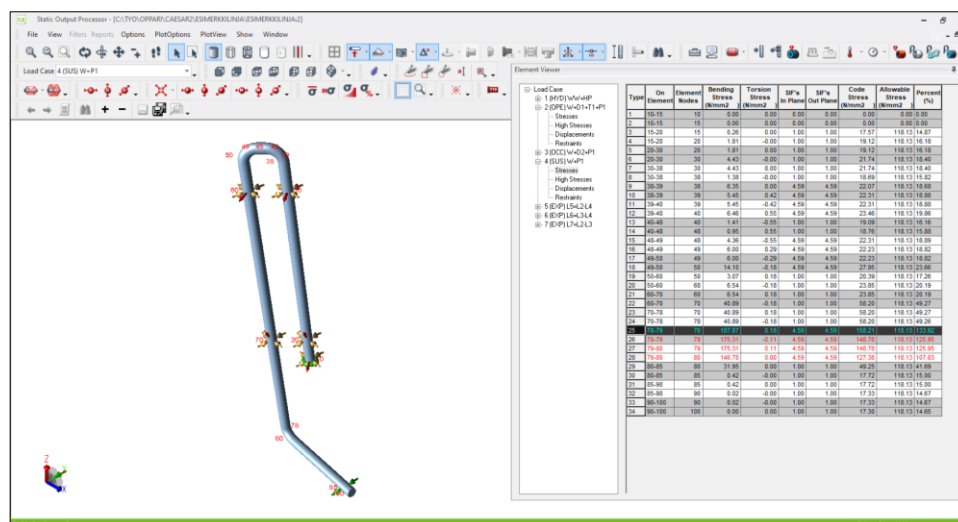 Static Output Processor - [C:\TYO\OPPARI\CAESAR2\ESIMERKKILINJA\ESIMERKKILINJA:2]
File View Filters Reports Options PlotOptions PlotView Show Window
Load Case 4 (SUS) W+P1
Element Viewer
Load Case
1 (HYD) WW+HP
2 (OPE) W+D1+T1+P1
Stresses
High Stresses
Displacements
Restraints
3 (OCC) W+D2+P1
4 (SUS) W+P1
Stresses
High Stresses
Displacements
Restraints
5 (EXP) L5=L2-L4
6 (EXP) L6=L3-L4
7 (EXP) L7=L2-L3
Type On Element Element Nodes Bending Stress (N/mm2 ) Torsion Stress (N/mm2 ) SIF's In Plane SIF's Out Plane Code Stress (N/mm2 ) Allowable Stress (N/mm2 ) Percent (%)
1 10-15 10 0.00 0.00 0.00 0.00 0.00 0.00 0.00
2 10-15 15 0.00 0.00 0.00 0.00 0.00 0.00 0.00
3 15-20 15 0.26 0.00 1.00 1.00 17.57 118.13 14.87
4 15-20 20 1.81 -0.00 1.00 1.00 19.12 118.13 16.18
5 20-30 20 1.81 0.00 1.00 1.00 19.12 118.13 16.18
6 20-30 30 4.43 -0.00 1.00 1.00 21.74 118.13 18.40
7 30-38 30 4.43 0.00 1.00 1.00 21.74 118.13 18.40
8 30-38 38 1.38 -0.00 1.00 1.00 18.69 118.13 15.82
9 38-39 38 6.35 0.00 4.59 4.59 22.07 118.13 18.68
10 38-39 39 5.45 0.42 4.59 4.59 22.31 118.13 18.88
11 39-40 39 5.45 -0.42 4.59 4.59 22.31 118.13 18.88
12 39-40 40 6.46 0.55 4.59 4.59 23.46 118.13 19.86
13 40-48 40 1.41 -0.55 1.00 1.00 19.09 118.13 16.16
14 40-48 48 0.95 0.55 1.00 1.00 18.76 118.13 15.88
15 48-49 48 4.36 -0.55 4.59 4.59 22.31 118.13 18.89
16 48-49 49 6.00 0.29 4.59 4.59 22.23 118.13 18.82
17 49-50 49 6.00 -0.29 4.59 4.59 22.23 118.13 18.82
18 49-50 50 14.10 -0.18 4.59 4.59 27.95 118.13 23.66
19 50-60 50 3.07 0.18 1.00 1.00 20.39 118.13 17.26
20 50-60 60 6.54 -0.18 1.00 1.00 23.85 118.13 20.19
21 60-70 60 6.54 0.18 1.00 1.00 23.85 118.13 20.19
22 60-70 70 40.89 -0.18 1.00 1.00 58.20 118.13 49.27
23 70-78 70 40.89 0.18 1.00 1.00 58.20 118.13 49.27
24 70-78 78 40.89 -0.18 1.00 1.00 58.20 118.13 49.26
25 78-79 78 187.87 0.18 4.59 4.59 158.21 118.13 133.92
26 78-79 79 175.31 -0.11 4.59 4.59 148.78 118.13 125.95
27 79-80 79 175.31 0.11 4.59 4.59 148.78 118.13 125.95
28 79-80 80 146.78 0.00 4.59 4.59 127.38 118.13 107.83
29 80-85 80 31.95 0.00 1.00 1.00 49.25 118.13 41.69
30 80-85 85 0.42 -0.00 1.00 1.00 17.72 118.13 15.00
31 85-90 85 0.42 0.00 1.00 1.00 17.72 118.13 15.00
32 85-90 90 0.02 -0.00 1.00 1.00 17.33 118.13 14.67
33 90-100 90 0.02 0.00 1.00 1.00 17.33 118.13 14.67
34 90-100 100 0.00 0.00 1.00 1.00 17.30 118.13 14.65
50
38
60
70
30
78
80
Z
Y
X